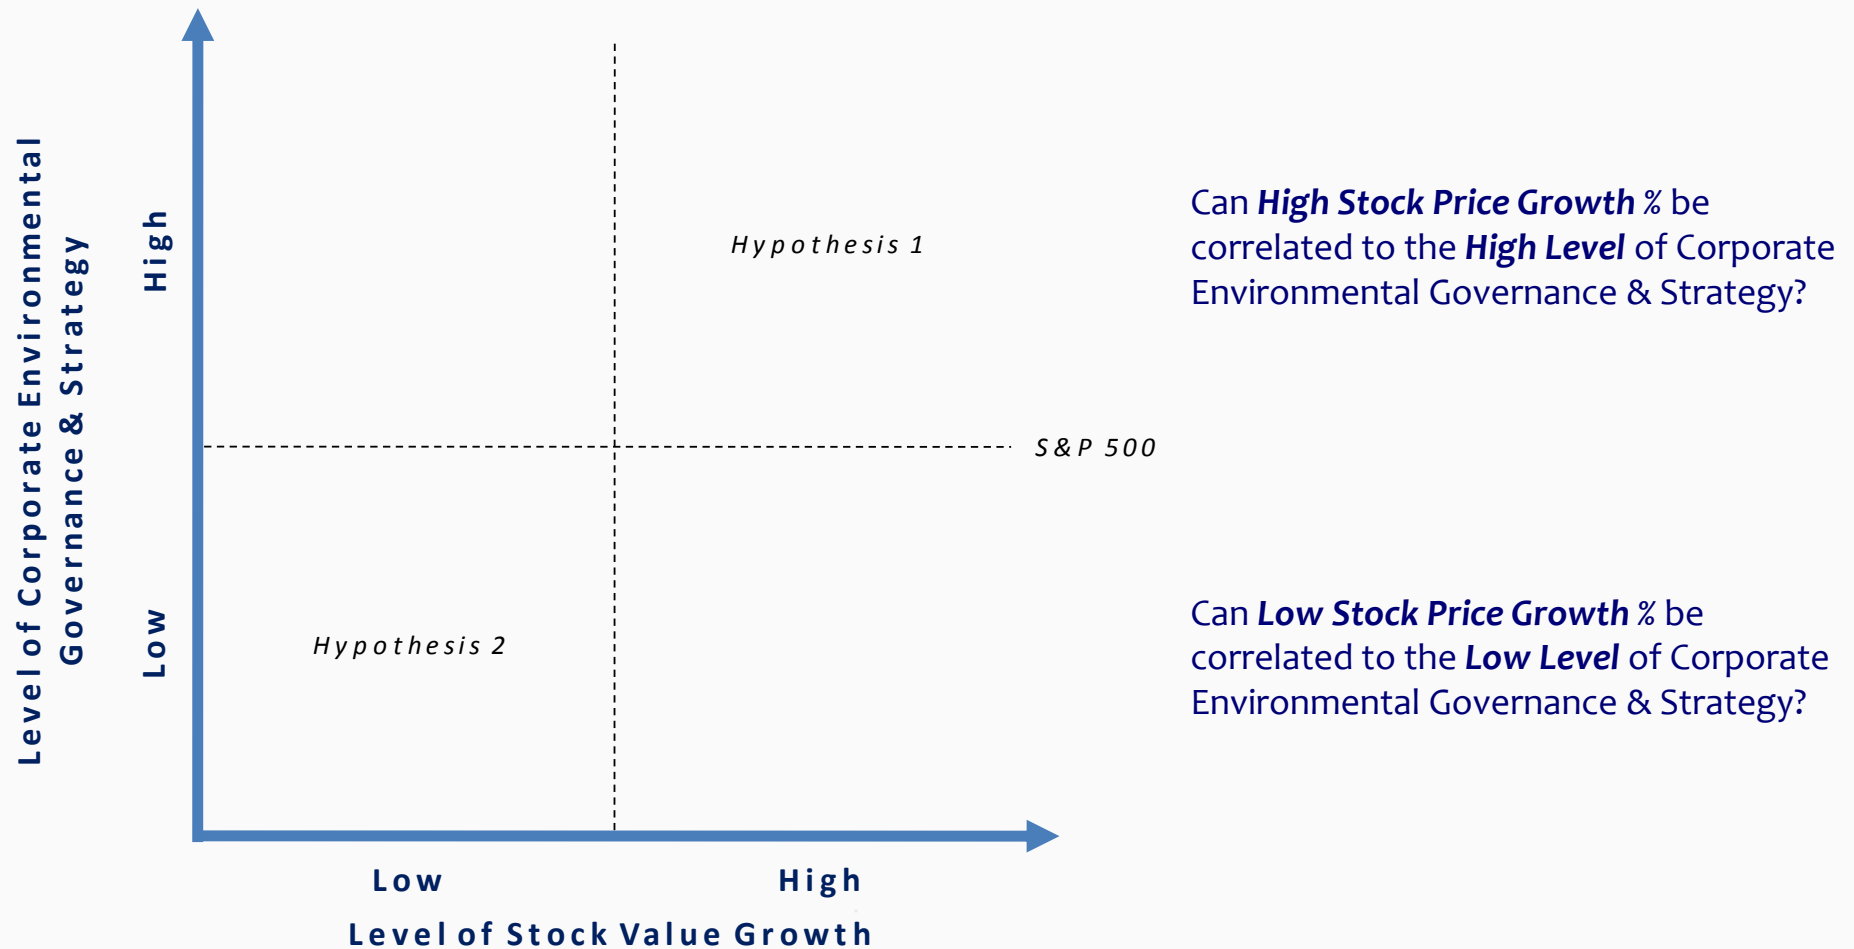 Level of Corporate Environmental
Governance & Strategy
High
Low
Hypothesis 1
S&P 500
Hypothesis 2
Low
High
Level of Stock Value Growth
Can High Stock Price Growth % be
correlated to the High Level of Corporate
Environmental Governance & Strategy?
Can Low Stock Price Growth % be
correlated to the Low Level of Corporate
Environmental Governance & Strategy?